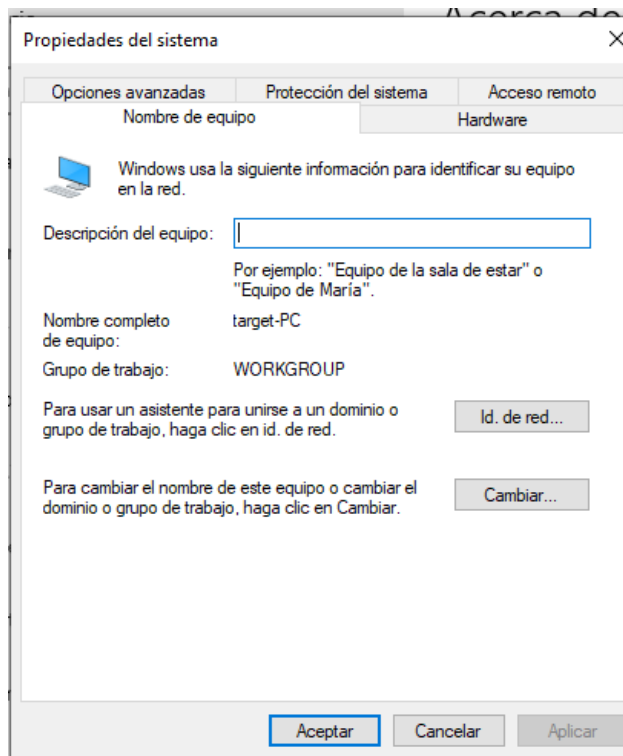 Acerca de
Propiedades del sistema
Opciones avanzadas
Protección del sistema
Acceso remoto
Nombre de equipo
Hardware
Windows usa la siguiente información para identificar su equipo
en la red.
Descripción del equipo:
Por ejemplo: "Equipo de la sala de estar" o
"Equipo de María".
Nombre completo
de equipo:
target-PC
Grupo de trabajo:
WORKGROUP
Para usar un asistente para unirse a un dominio o
grupo de trabajo, haga clic en id. de red.
Id. de red...
Para cambiar el nombre de este equipo o cambiar el
dominio o grupo de trabajo, haga clic en Cambiar.
Cambiar...
Aceptar
Cancelar
Aplicar